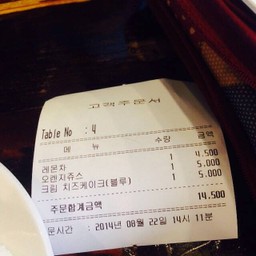 고객주문서
Table No : 4
메 뉴 수량 금액
레몬차 1 4,500
오렌지쥬스 1 5,000
크림 치즈케이크(블루) 1 5,000
주문합계금액 14,500
문시간 : 2014년 08월 22일 14시 11분